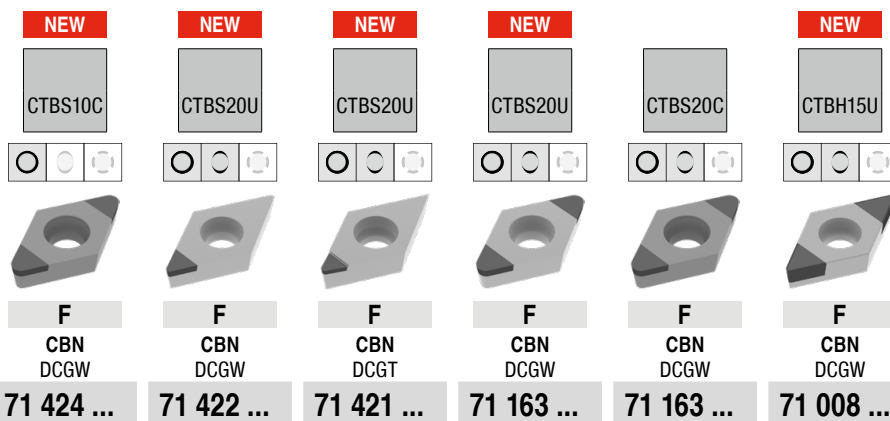 NEW NEW NEW NEW NEW
CTBS10C CTBS20U CTBS20U CTBS20U CTBS20C CTBH15U
F F F F F F
CBN CBN CBN CBN CBN CBN
DCGW DCGW DCGT DCGW DCGW DCGW
71 424 ... 71 422 ... 71 421 ... 71 163 ... 71 163 ... 71 008 ...